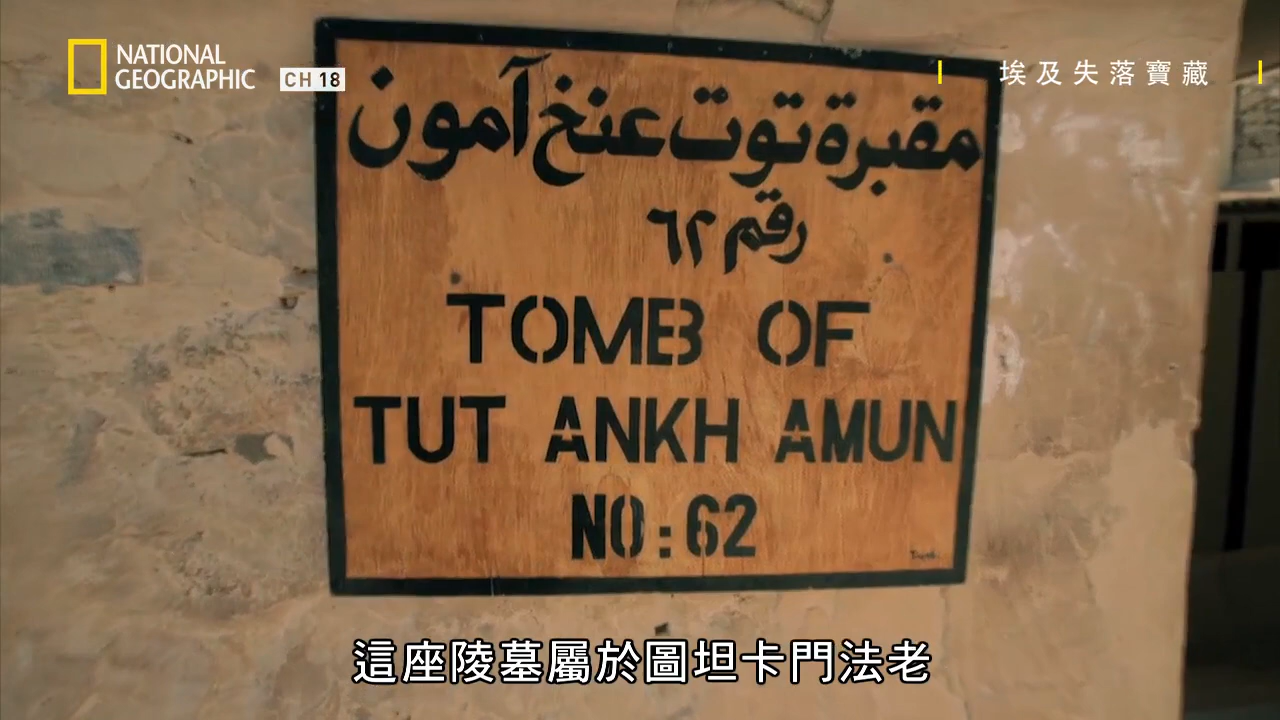 NATIONAL
GEOGRAPHIC
CH 18
埃及失落寶藏
مقبرة توت عنخ آمون
رقم ٦٢
TOMB OF
TUT ANKH AMUN
NO:62
這座陵墓屬於圖坦卡門法老